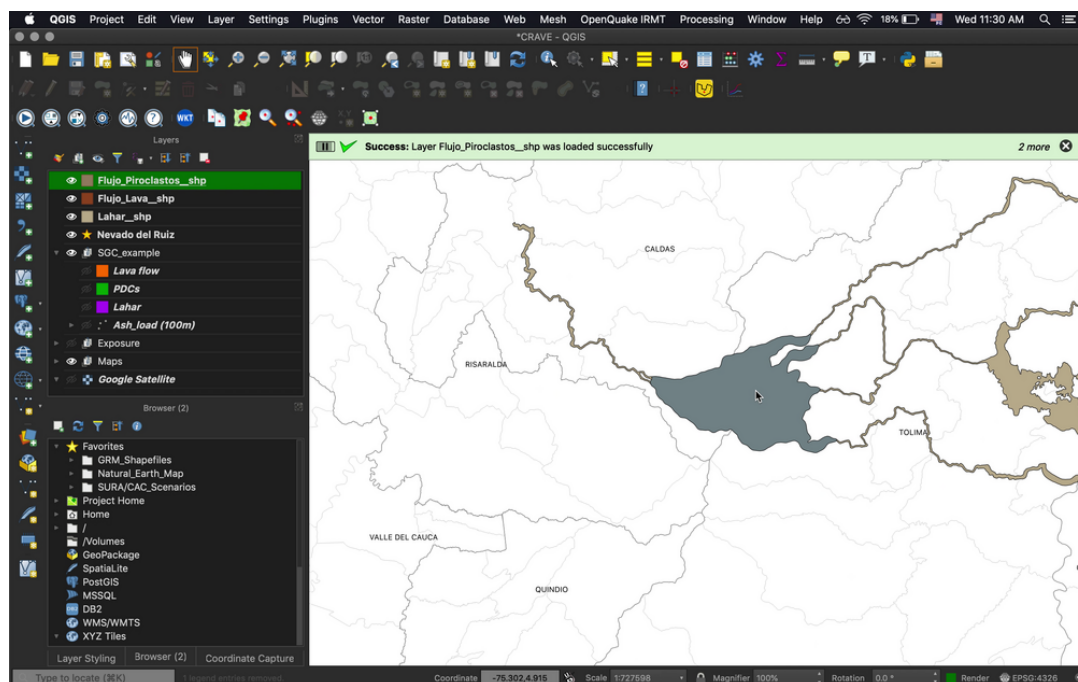 QGIS Project Edit View Layer Settings Plugins Vector Raster Database Web Mesh OpenQuake IRMT Processing Window Help 18% Wed 11:30 AM
*CRAVE - QGIS
WKT
Layers
Success: Layer Flujo_Piroclastos__shp was loaded successfully 2 more
Flujo_Piroclastos__shp
Flujo_Lava__shp
Lahar__shp
Nevado del Ruiz
SGC_example
Lava flow
PDCs
Lahar
Ash_load (100m)
Exposure
Maps
Google Satellite
CALDAS
RISARALDA
TOLIMA
VALLE DEL CAUCA
QUINDIO
Browser (2)
Favorites
GRM_Shapefiles
Natural_Earth_Map
SURA/CAC_Scenarios
Project Home
Home
/
/Volumes
GeoPackage
SpatiaLite
PostGIS
MSSQL
DB2
WMS/WMTS
XYZ Tiles
Layer Styling Browser (2) Coordinate Capture
Type to locate (⌘K) 1 legend entries removed. Coordinate -75.302,4.915 Scale 1:727598 Magnifier 100% Rotation 0.0 ° Render EPSG:4326